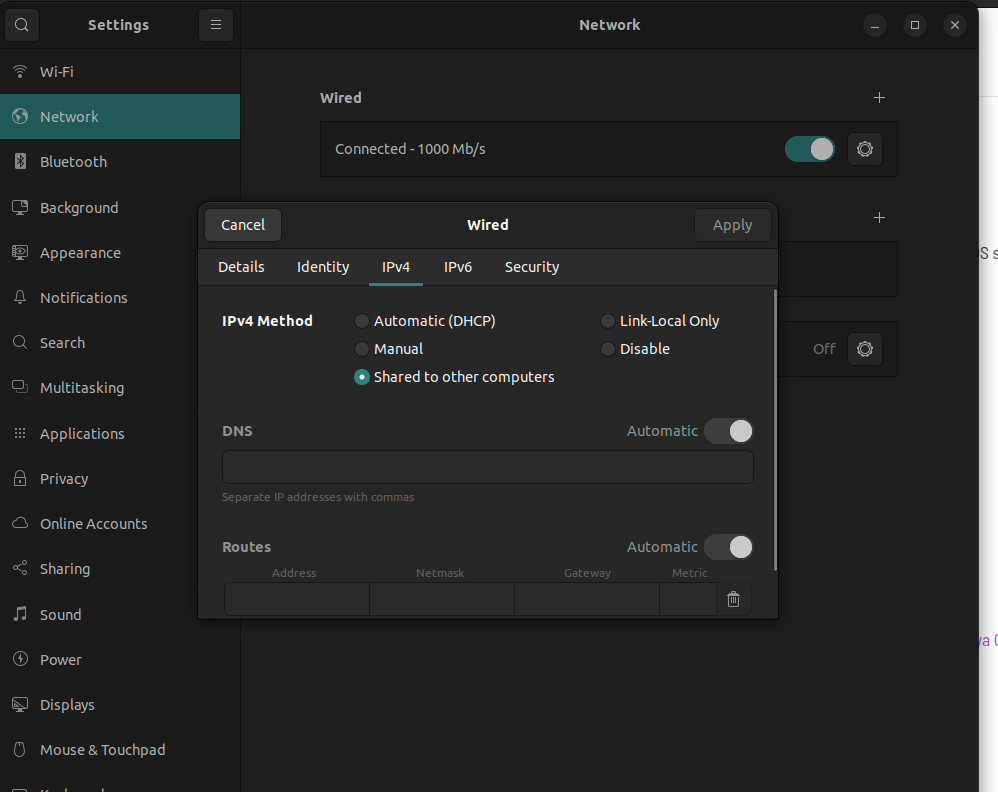 Settings
Network
Wi-Fi
Network
Bluetooth
Background
Appearance
Notifications
Search
Multitasking
Applications
Privacy
Online Accounts
Sharing
Sound
Power
Displays
Mouse & Touchpad
Wired
Connected - 1000 Mb/s
Off
Cancel
Wired
Apply
Details
Identity
IPv4
IPv6
Security
IPv4 Method
Automatic (DHCP)
Link-Local Only
Manual
Disable
Shared to other computers
DNS
Automatic
Separate IP addresses with commas
Routes
Automatic
Address
Netmask
Gateway
Metric